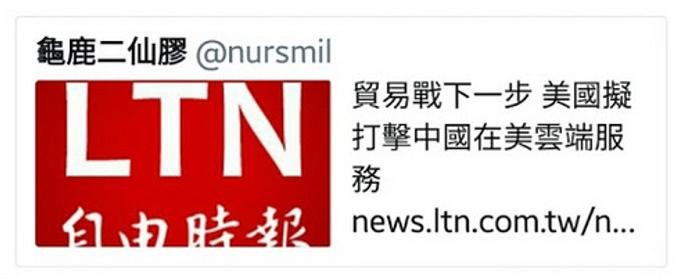 龜鹿二仙膠 @nursmil
LTN
自由時報
貿易戰下一步 美國擬
打擊中國在美雲端服
務
news.ltn.com.tw/n...